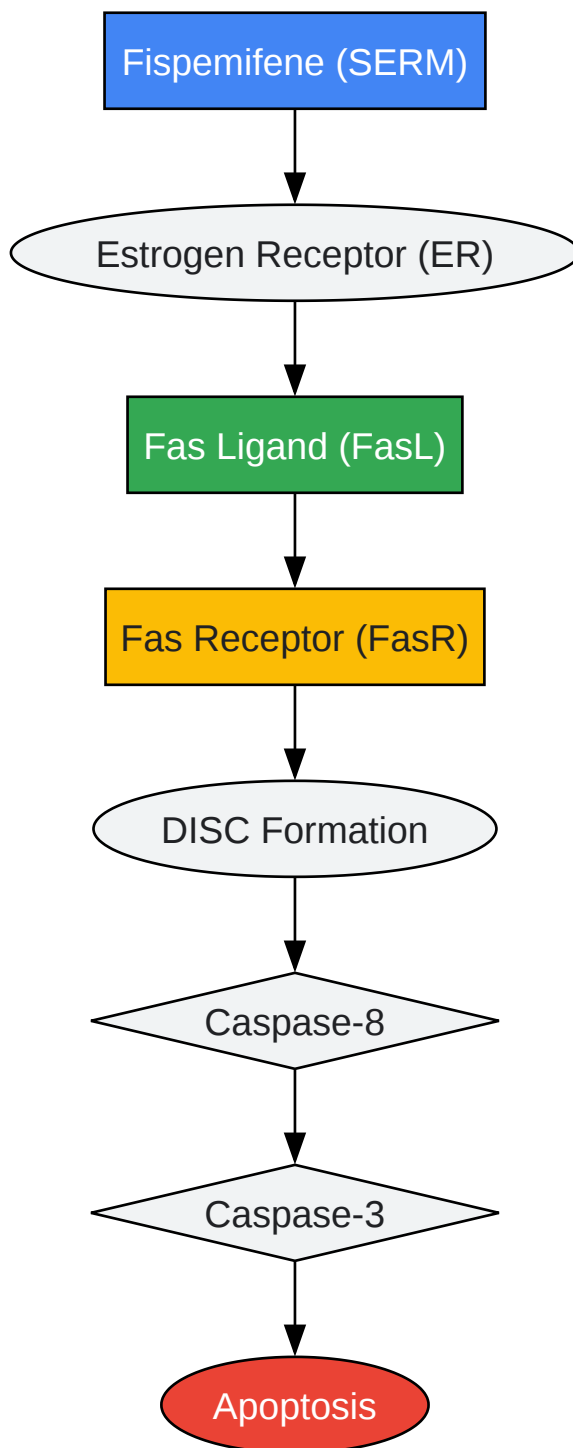 Fispemifene (SERM)
Estrogen Receptor (ER)
Fas Ligand (FasL)
Fas Receptor (FasR)
DISC Formation
Caspase-8
Caspase-3
Apoptosis